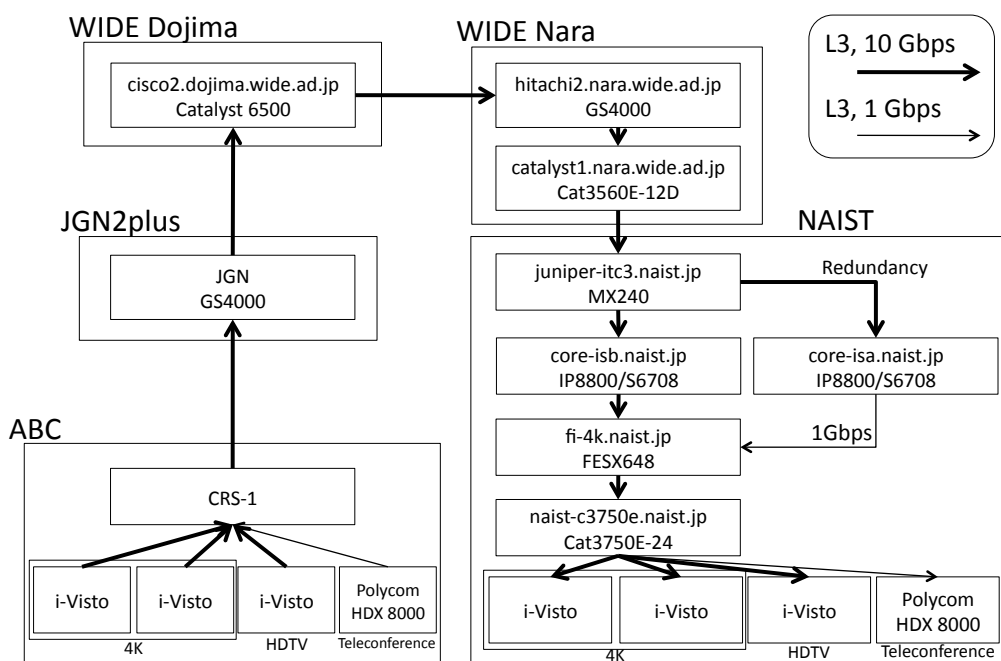 WIDE Dojima
cisco2.dojima.wide.ad.jp
Catalyst 6500
WIDE Nara
hitachi2.nara.wide.ad.jp
GS4000
catalyst1.nara.wide.ad.jp
Cat3560E-12D
L3, 10 Gbps
L3, 1 Gbps
JGN2plus
JGN
GS4000
NAIST
juniper-itc3.naist.jp
MX240
Redundancy
core-isb.naist.jp
IP8800/S6708
core-isa.naist.jp
IP8800/S6708
1Gbps
fi-4k.naist.jp
FESX648
naist-c3750e.naist.jp
Cat3750E-24
i-Visto
i-Visto
i-Visto
Polycom
HDX 8000
4K
HDTV
Teleconference
ABC
CRS-1
i-Visto
i-Visto
i-Visto
Polycom
HDX 8000
4K
HDTV
Teleconference